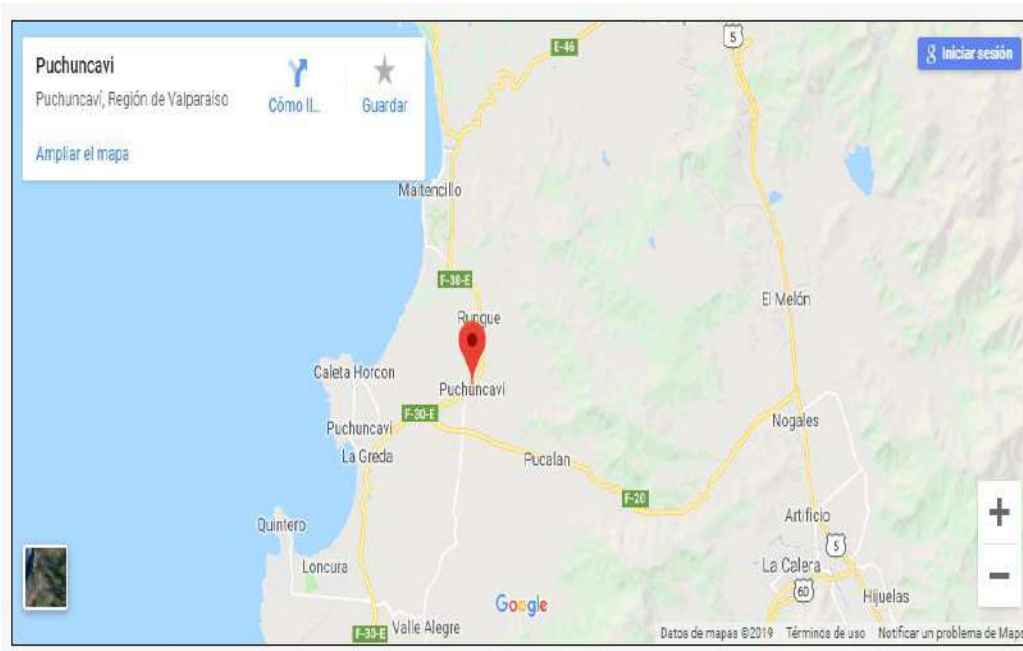 Puchuncavi
Puchuncaví, Región de Valparaíso
Ampliar el mapa
Cómo ll...
Guardar
Iniciar sesión
5
E-46
Maitencillo
F-30-E
El Melón
Rungue
Caleta Horcon
Puchuncavi
F-30-E
Nogales
Puchuncavi
La Greda
Pucalan
F-20
Quintero
Artificio
5
Loncura
La Calera
60
Hijuelas
Google
F-30-E
Valle Alegre
Datos de mapas ©2019 Términos de uso Notificar un problema de Maps